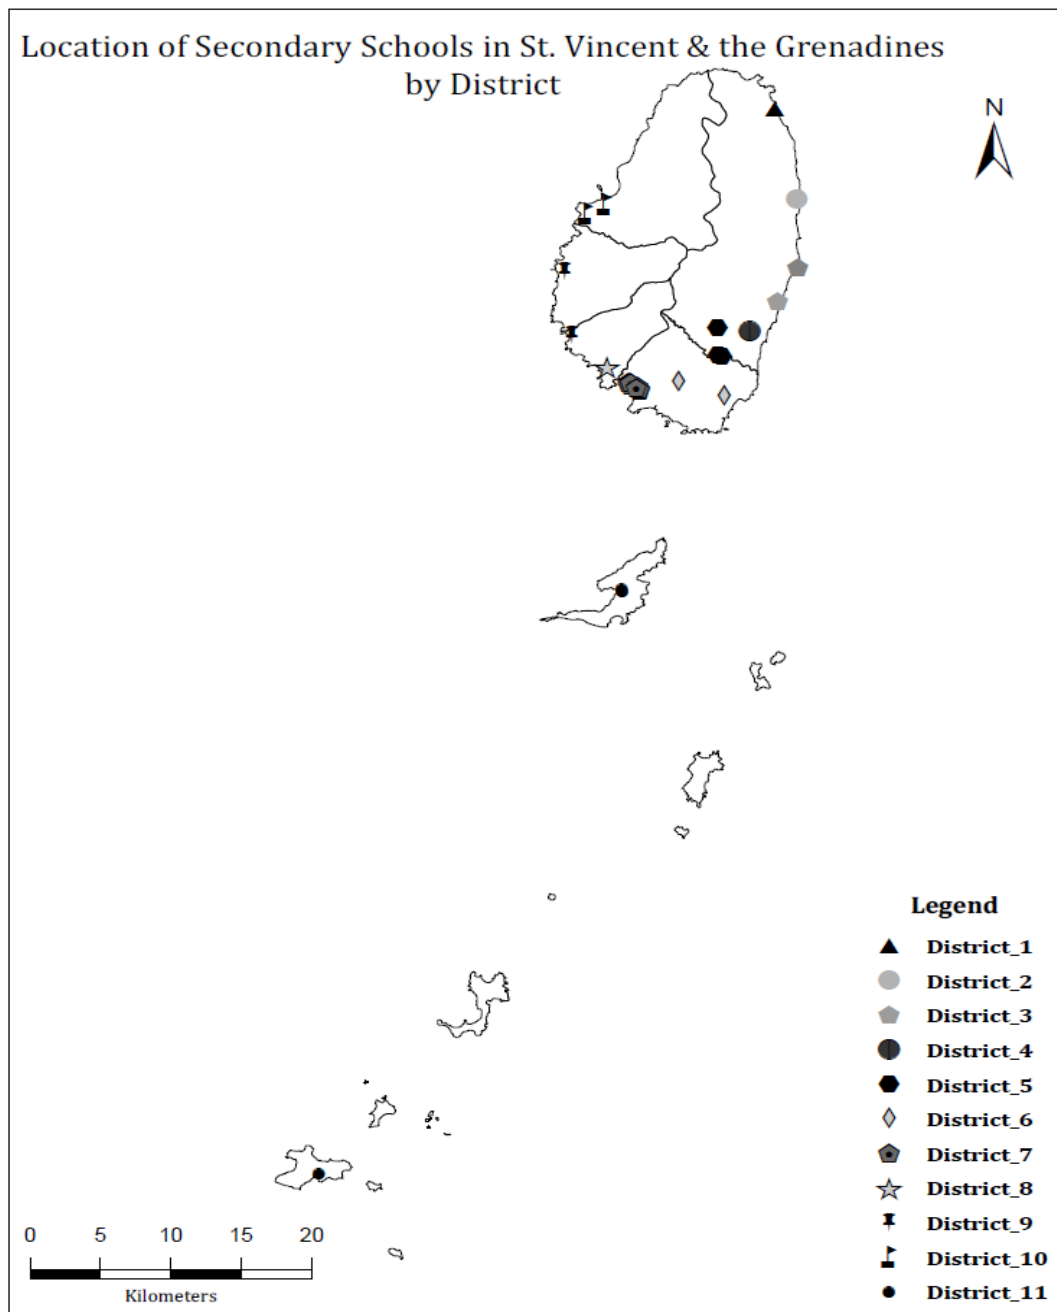 Location of Secondary Schools in St. Vincent & the Grenadines
by District
N
Legend
District_1
District_2
District_3
District_4
District_5
District_6
District_7
District_8
District_9
District_10
District_11
0 5 10 15 20
Kilometers